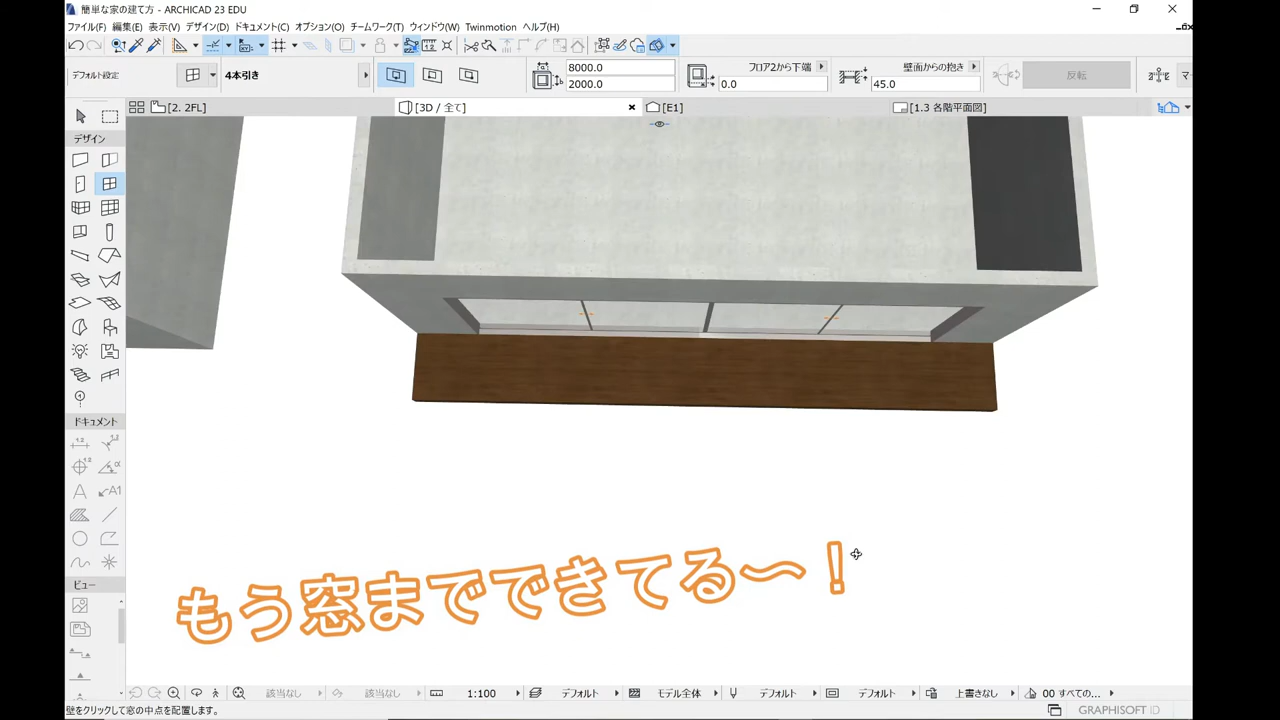 簡単な家の建て方 - ARCHICAD 23 EDU
ファイル(F) 編集(E) 表示(V) デザイン(D) ドキュメント(C) オプション(O) チームワーク(T) ウィンドウ(W) Twinmotion ヘルプ(H)
デフォルト設定
4本引き
8000.0
2000.0
フロア2から下端
0.0
壁面からの抱き
45.0
反転
マ
[2. 2FL]
[3D / 全て]
[E1]
[1.3 各階平面図]
デザイン
ドキュメント
1.2
A1
ビュー
もう窓までできてる〜！
該当なし
該当なし
1:100
デフォルト
モデル全体
デフォルト
デフォルト
上書きなし
00 すべての...
壁をクリックして窓の中点を配置します。
GRAPHISOFT ID